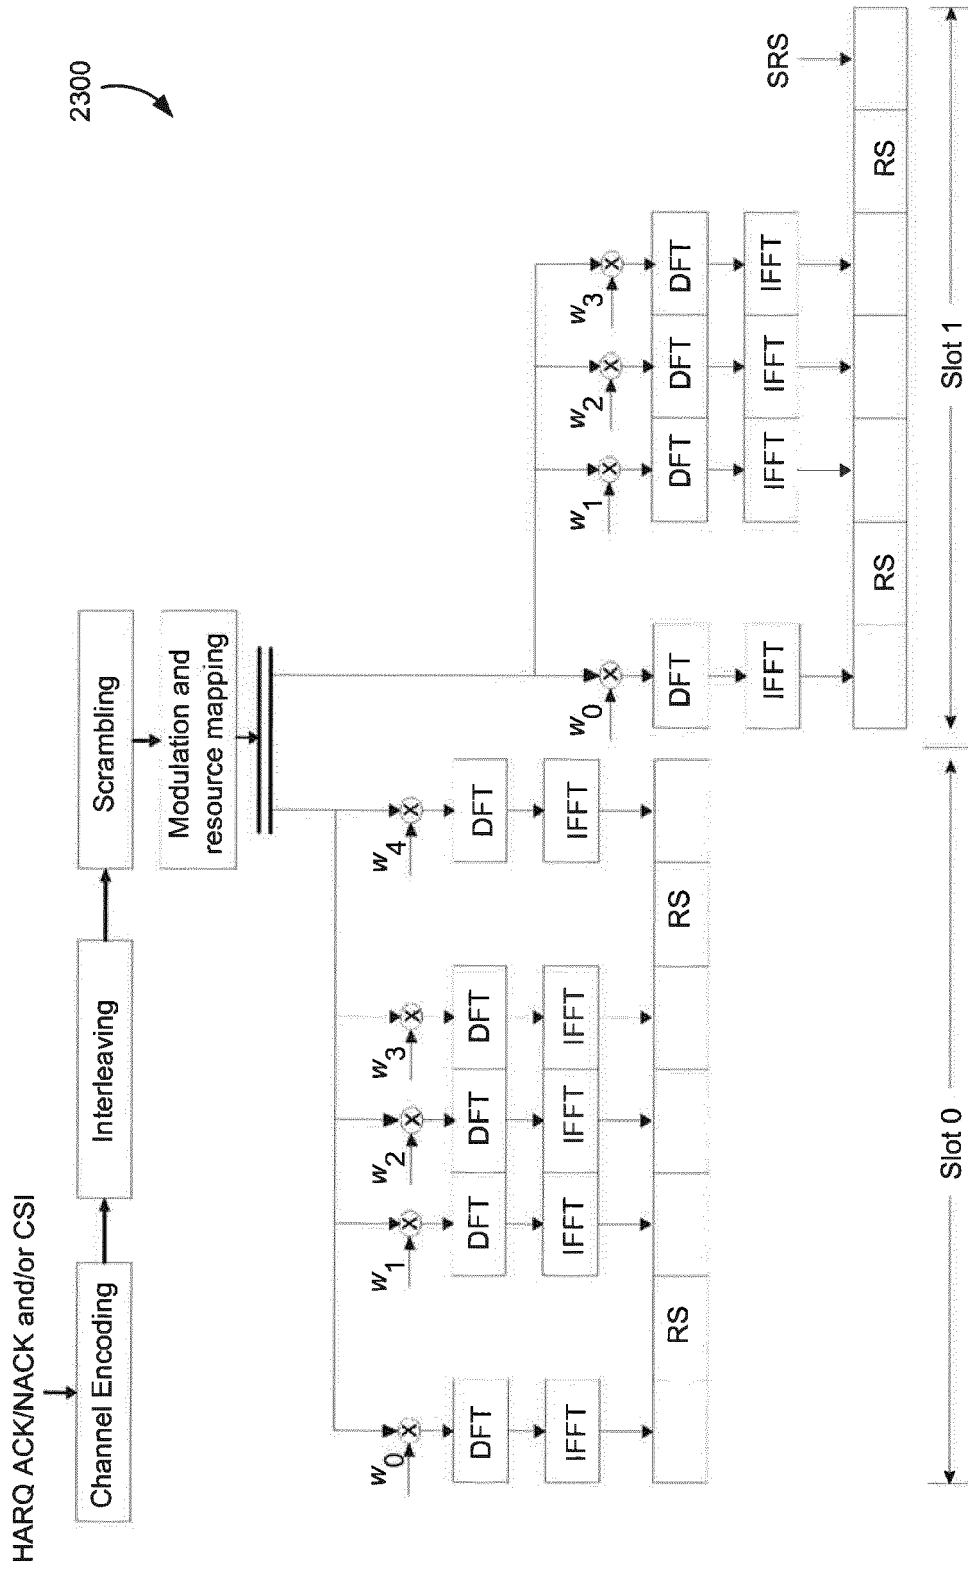 2300
HARQ ACK/NACK and/or CSI
Channel Encoding
Interleaving
Scrambling
Modulation and
resource mapping
w0
w1
w2
w3
w4
DFT
DFT
DFT
DFT
DFT
IFFT
IFFT
IFFT
IFFT
IFFT
RS
RS
Slot 0
w0
w1
w2
w3
DFT
DFT
DFT
DFT
IFFT
IFFT
IFFT
IFFT
SRS
RS
RS
Slot 1